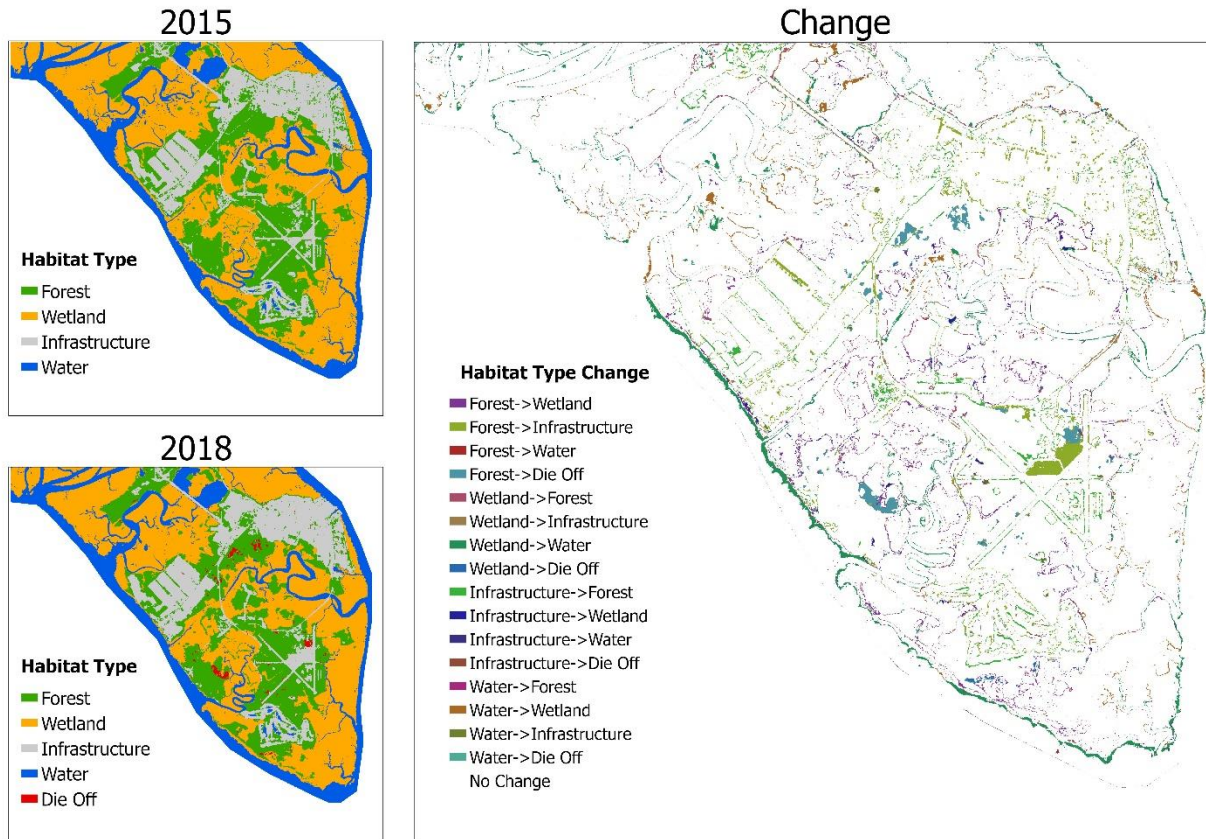 2015
Habitat Type
Forest
Wetland
Infrastructure
Water
2018
Habitat Type
Forest
Wetland
Infrastructure
Water
Die Off
Change
Habitat Type Change
Forest->Wetland
Forest->Infrastructure
Forest->Water
Forest->Die Off
Wetland->Forest
Wetland->Infrastructure
Wetland->Water
Wetland->Die Off
Infrastructure->Forest
Infrastructure->Wetland
Infrastructure->Water
Infrastructure->Die Off
Water->Forest
Water->Wetland
Water->Infrastructure
Water->Die Off
No Change